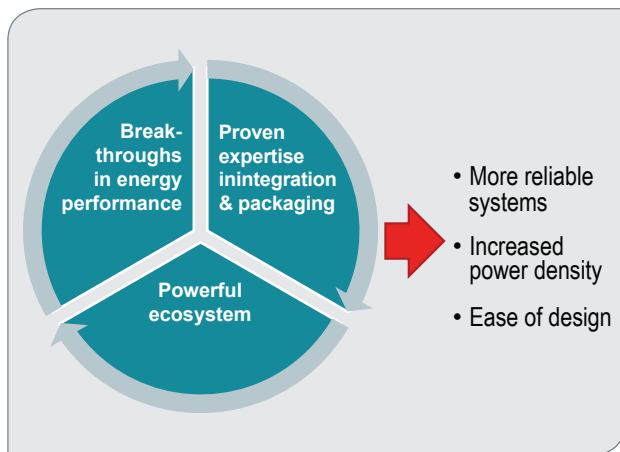 Break-
throughs
in energy
performance
Proven
expertise
inintegration
& packaging
Powerful
ecosystem
• More reliable
systems
• Increased
power density
• Ease of design